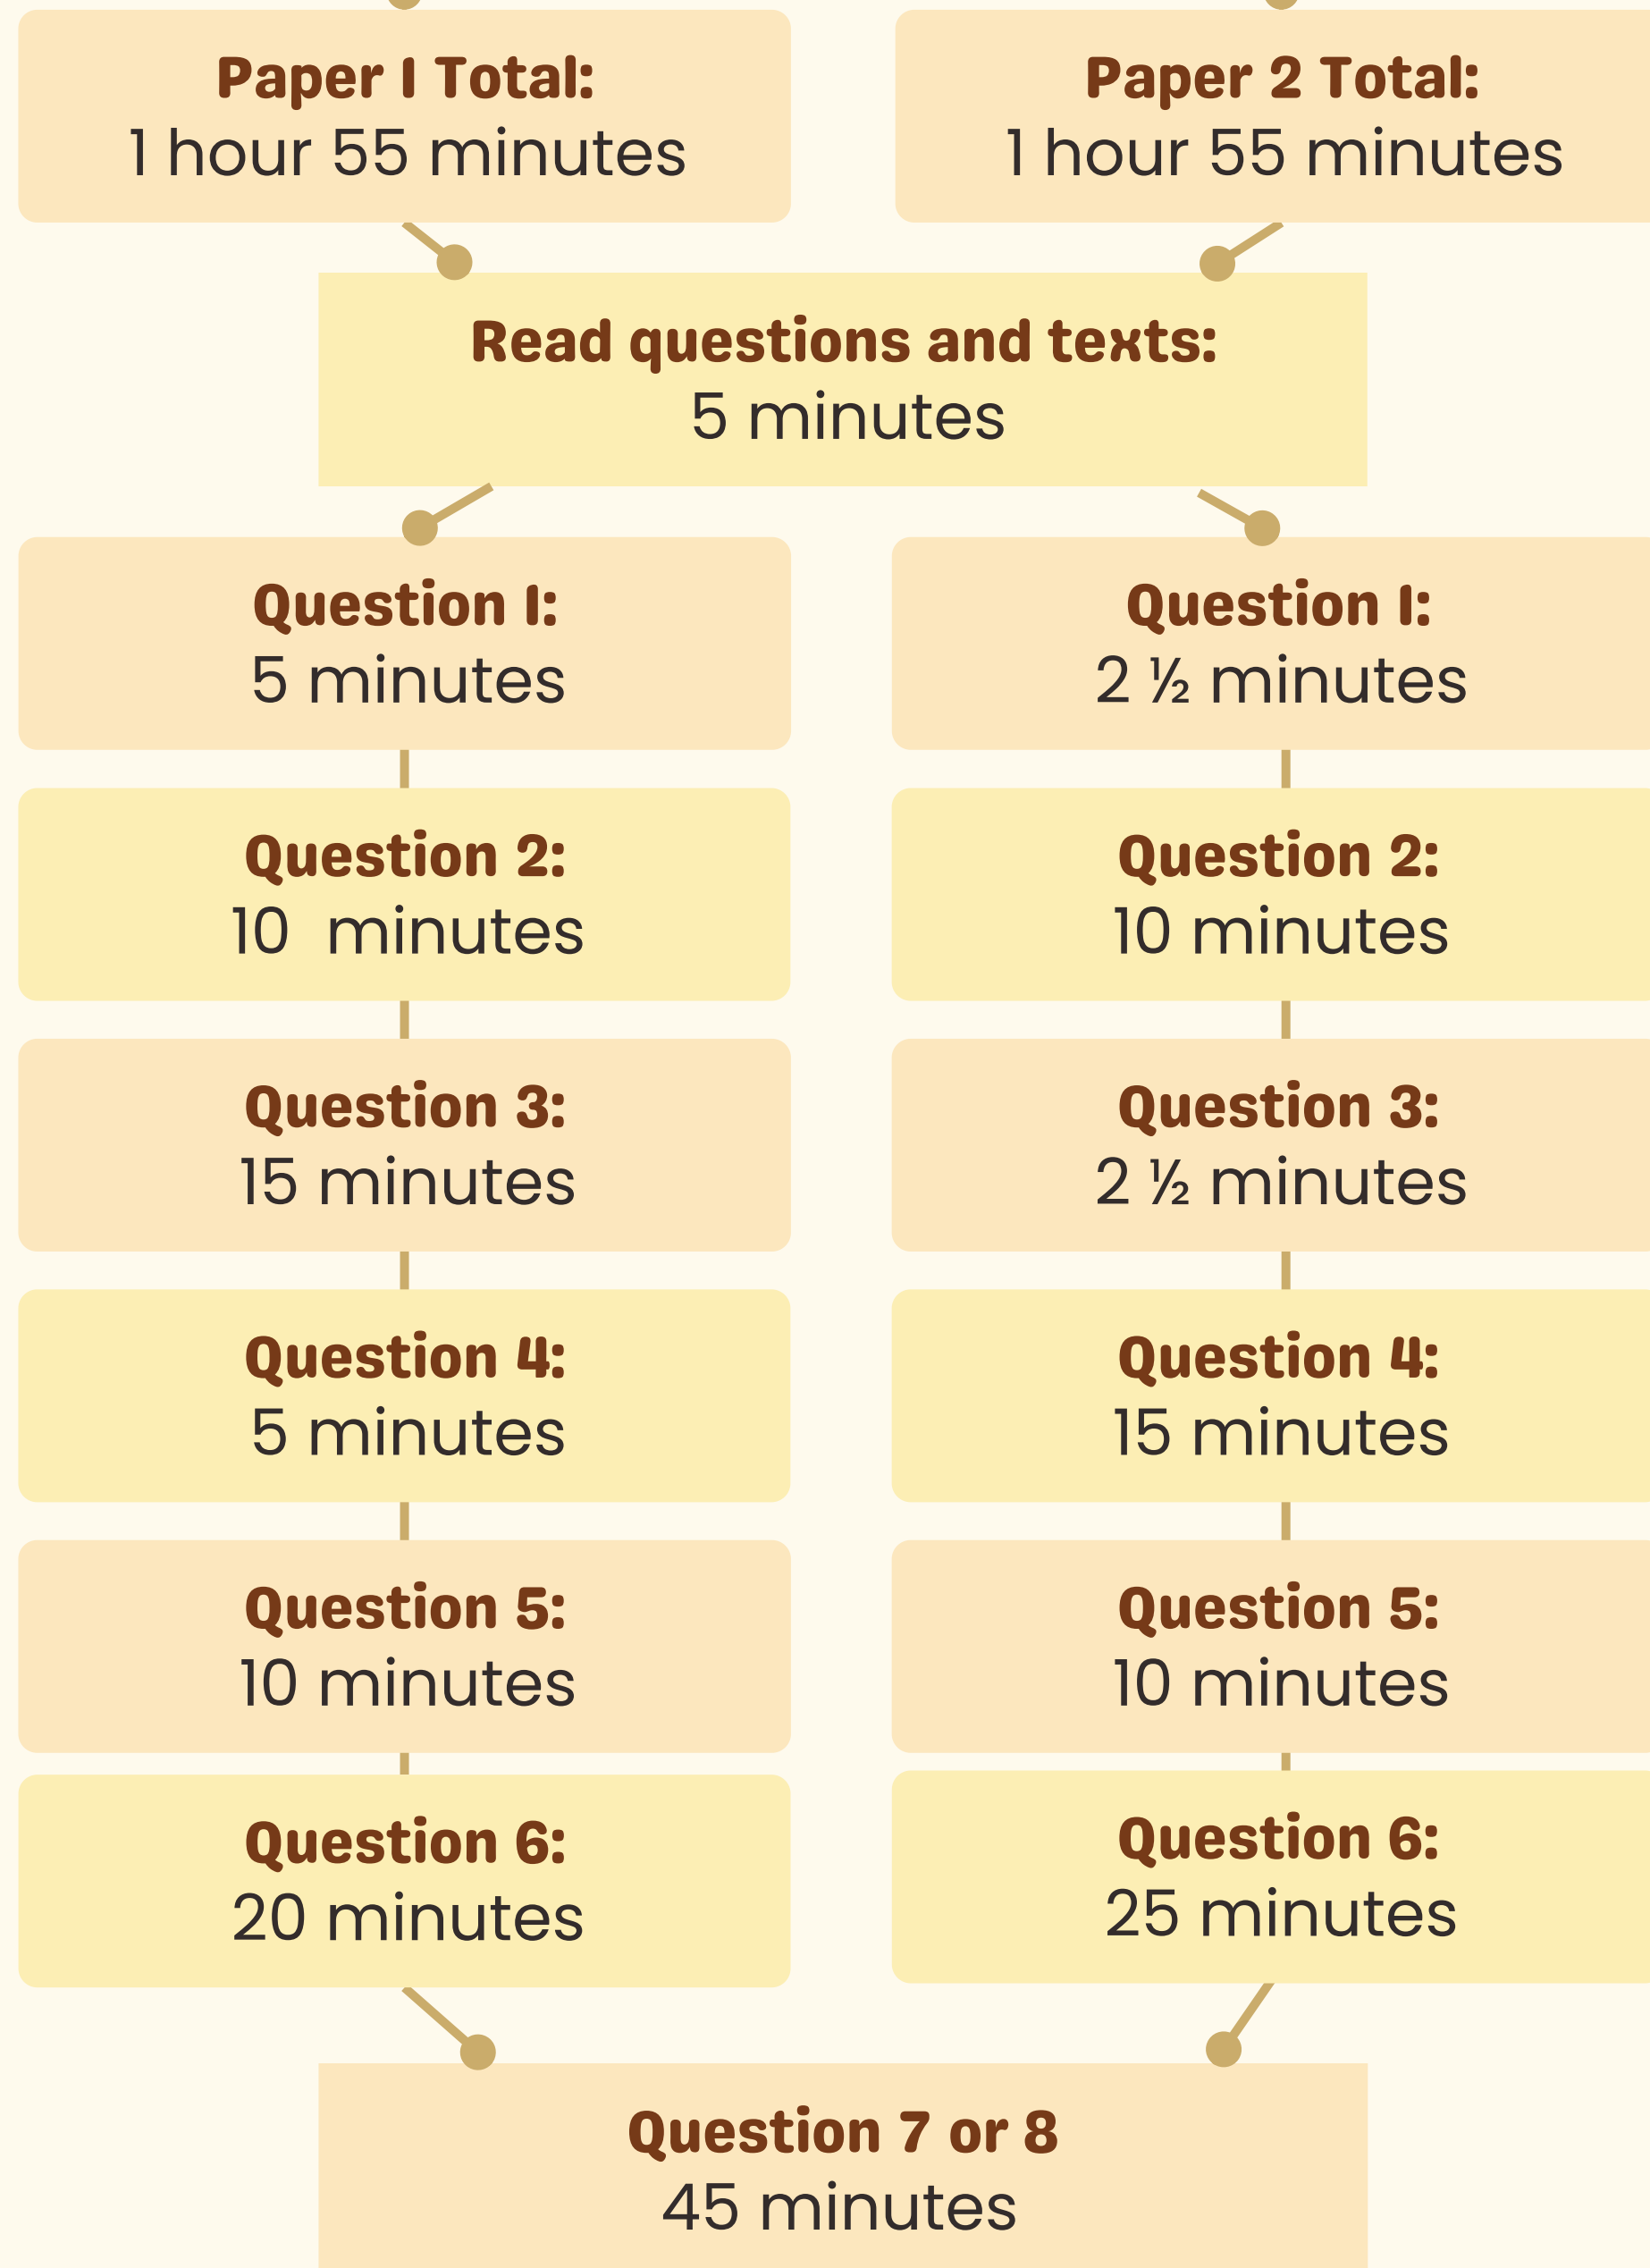 Paper 1 Total:
1 hour 55 minutes
Paper 2 Total:
1 hour 55 minutes
Read questions and texts:
5 minutes
Question 1:
5 minutes
Question 1:
2 ½ minutes
Question 2:
10  minutes
Question 2:
10 minutes
Question 3:
15 minutes
Question 3:
2 ½ minutes
Question 4:
5 minutes
Question 4:
15 minutes
Question 5:
10 minutes
Question 5:
10 minutes
Question 6:
20 minutes
Question 6:
25 minutes
Question 7 or 8
45 minutes